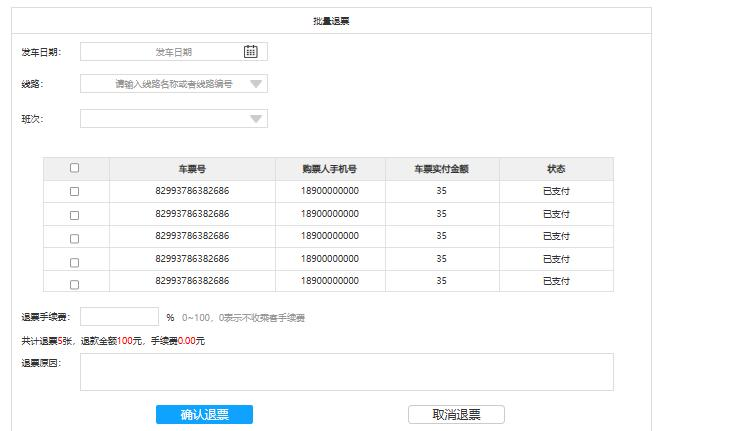 批量退票
发车日期： 发车日期
线路： 请输入线路名称或者线路编号
班次：
车票号 购票人手机号 车票实付金额 状态
82993786382686 18900000000 35 已支付
82993786382686 18900000000 35 已支付
82993786382686 18900000000 35 已支付
82993786382686 18900000000 35 已支付
82993786382686 18900000000 35 已支付
退票手续费： % 0~100，0表示不收乘客手续费
共计退票5张，退款金额100元，手续费0.00元
退票原因：
确认退票 取消退票